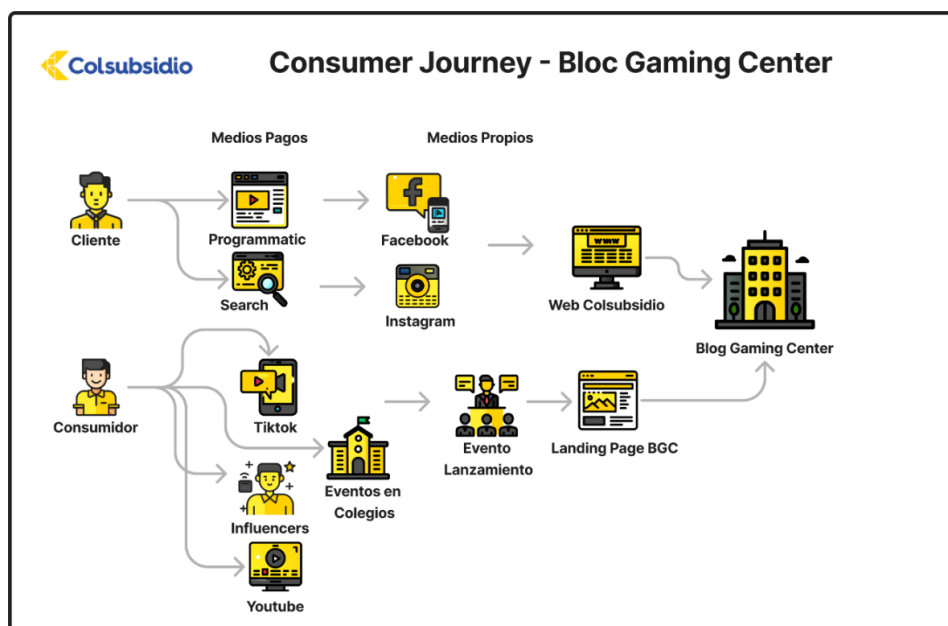 Colsubsidio
Consumer Journey - Bloc Gaming Center
Medios Pagos
Medios Propios
Cliente
Programmatic
Facebook
www
Search
Instagram
Web Colsubsidio
Blog Gaming Center
Consumidor
Tiktok
Evento
Lanzamiento
Landing Page BGC
Eventos en
Colegios
Influencers
Youtube